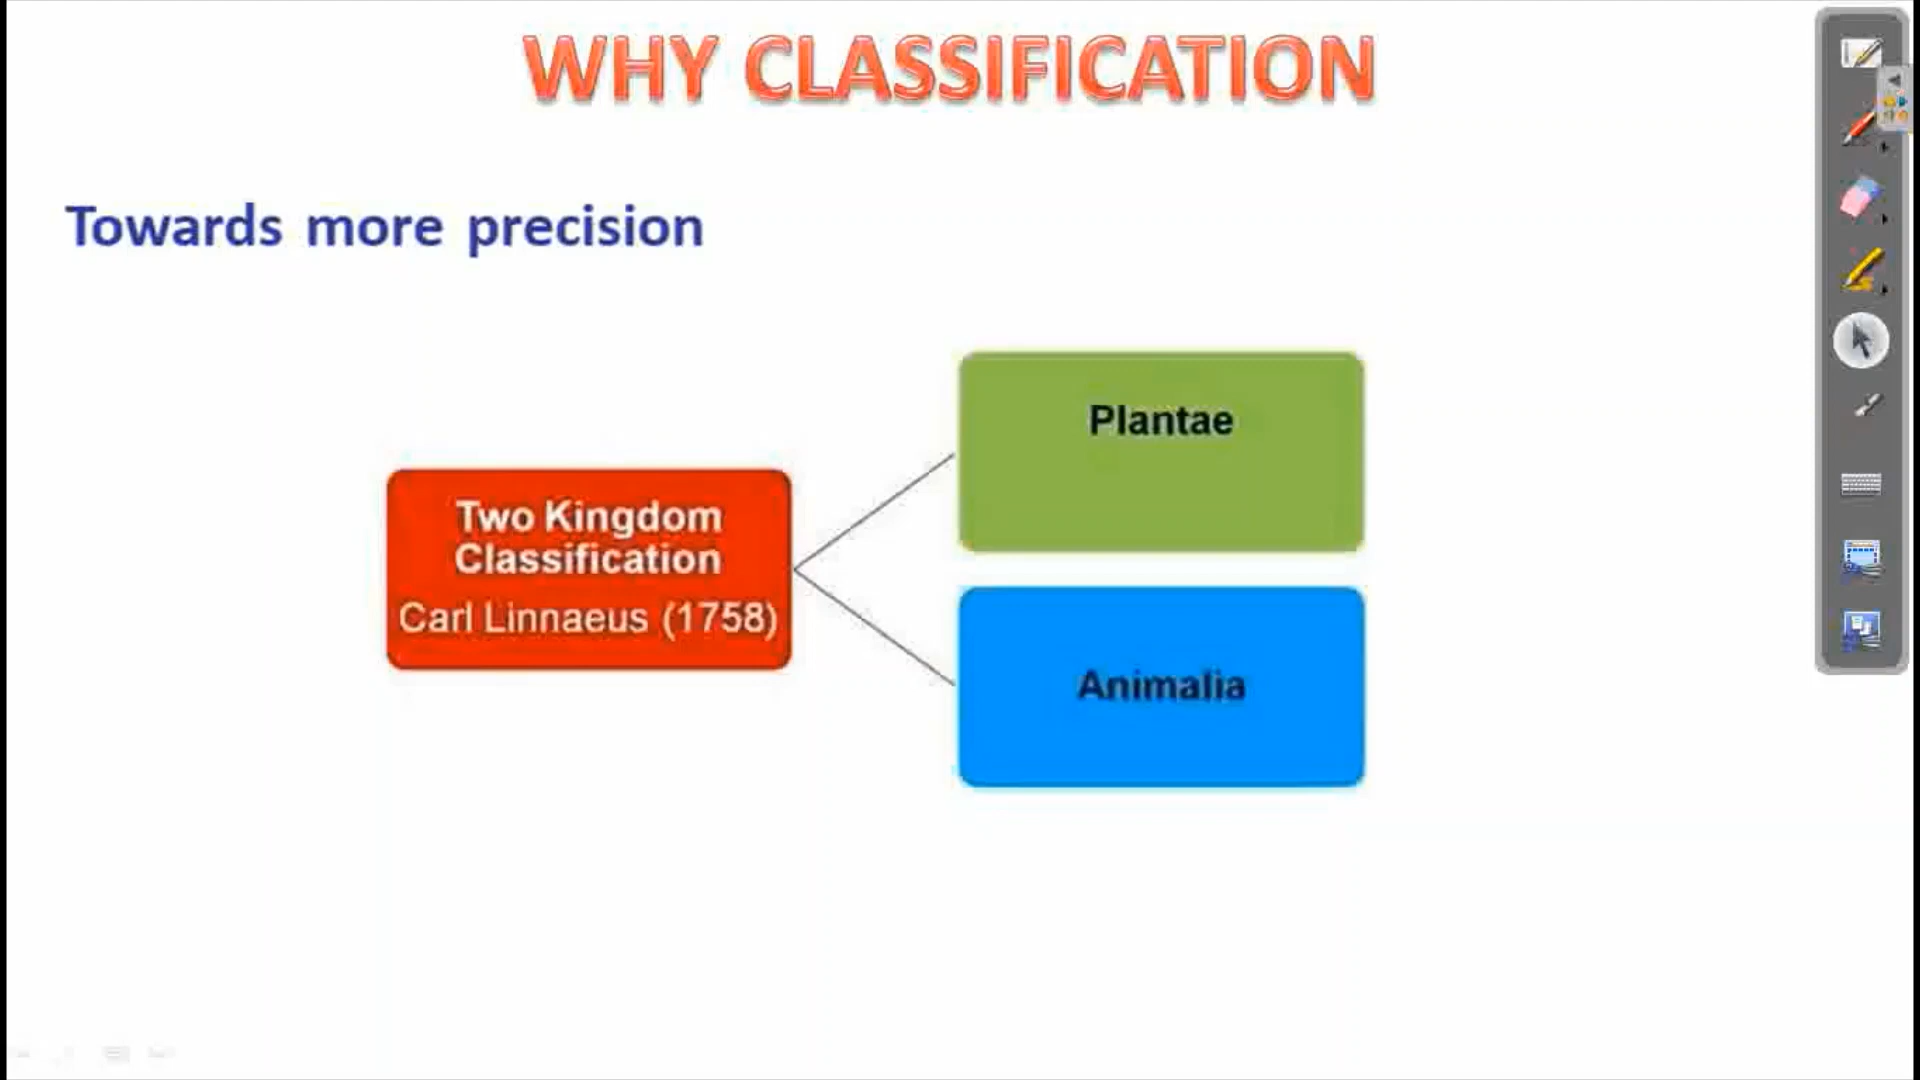 WHY CLASSIFICATION
Towards more precision
Two Kingdom
Classification
Carl Linnaeus (1758)
Plantae
Animalia